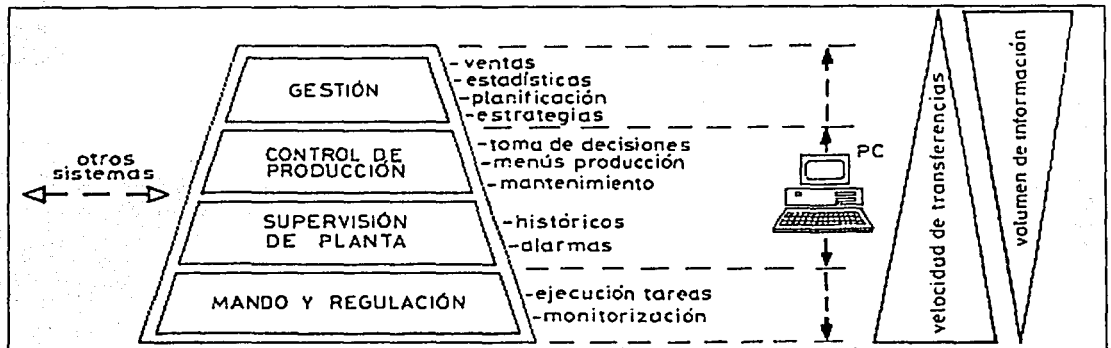 GESTIÓN
-ventas
-estadísticas
-planificación
-estrategias
CONTROL DE
PRODUCCIÓN
-toma de decisiones
-menús producción
-mantenimiento
otros
sistemas
SUPERVISIÓN
DE PLANTA
-históricos
-alarmas
MANDO Y REGULACIÓN
-ejecución tareas
-monitorización
PC
velocidad de transferencias
volumen de información